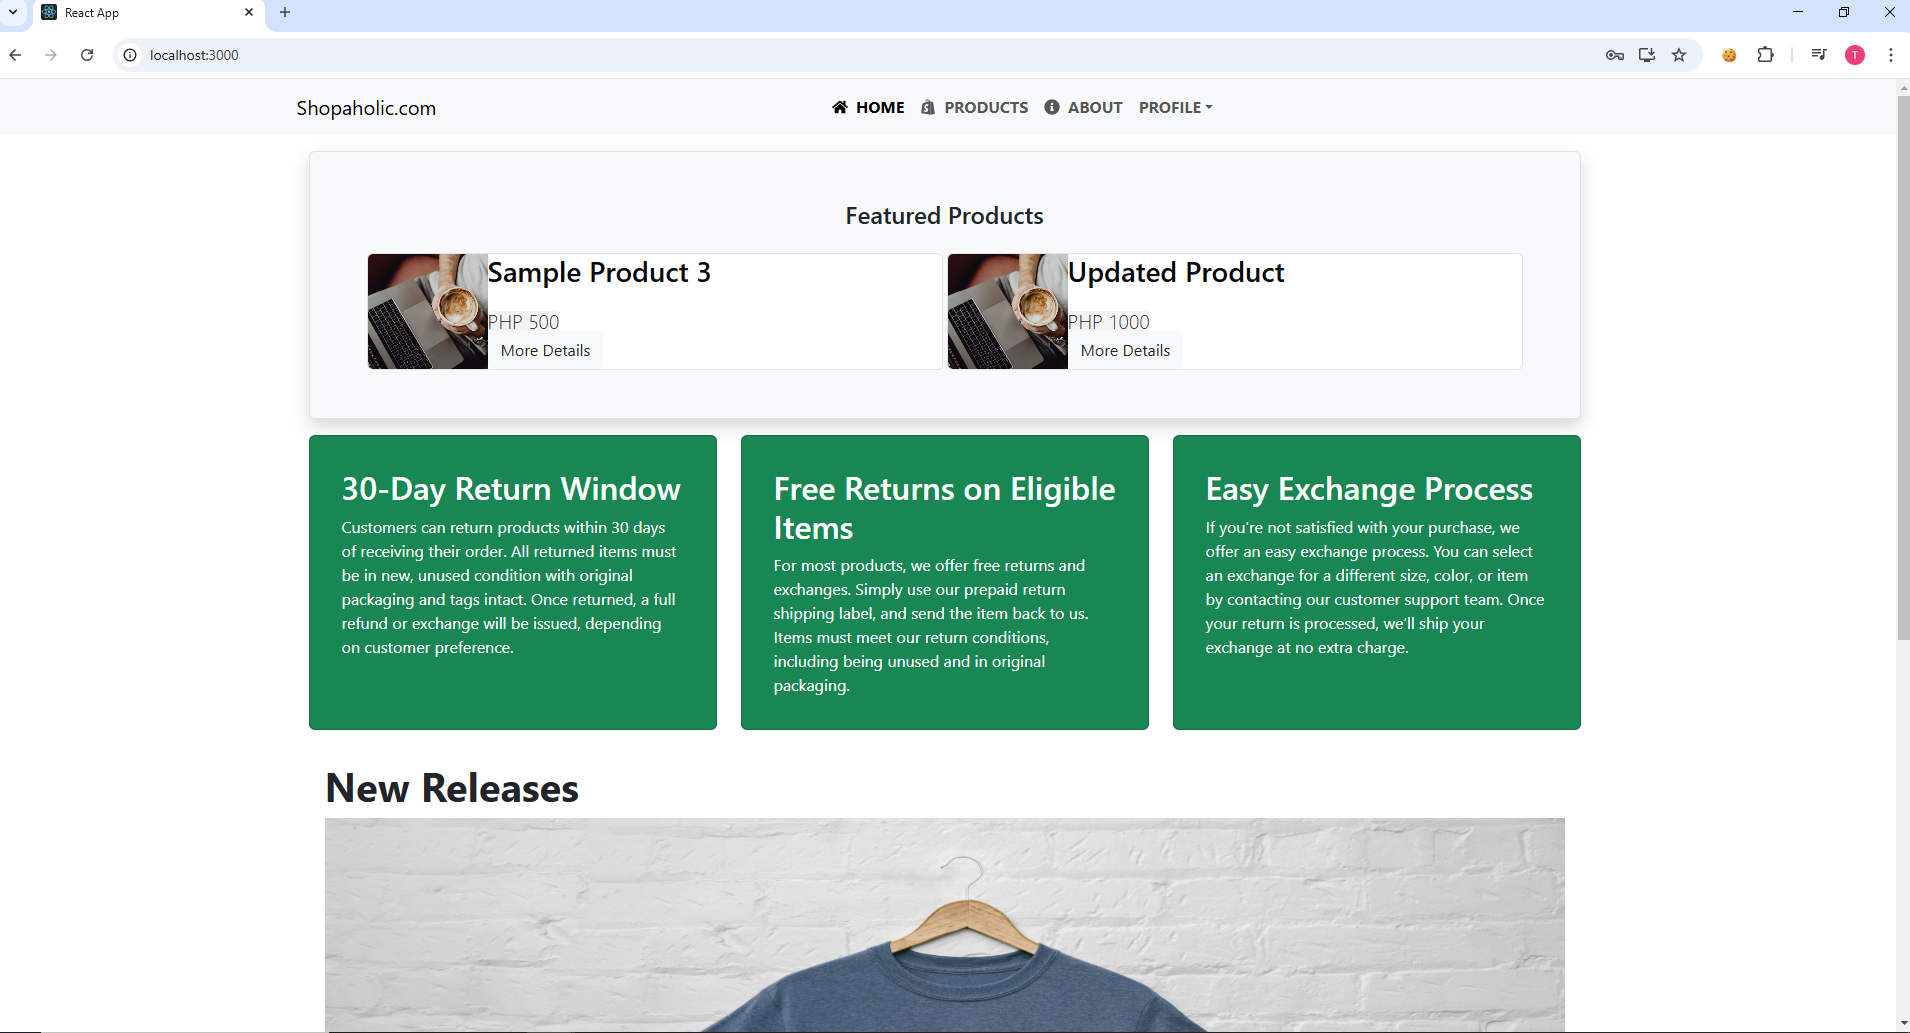 React App
localhost:3000
T
Shopaholic.com
HOME
PRODUCTS
ABOUT
PROFILE
Featured Products
Sample Product 3
PHP 500
More Details
Updated Product
PHP 1000
More Details
30-Day Return Window
Customers can return products within 30 days
of receiving their order. All returned items must
be in new, unused condition with original
packaging and tags intact. Once returned, a full
refund or exchange will be issued, depending
on customer preference.
Free Returns on Eligible
Items
For most products, we offer free returns and
exchanges. Simply use our prepaid return
shipping label, and send the item back to us.
Items must meet our return conditions,
including being unused and in original
packaging.
Easy Exchange Process
If you're not satisfied with your purchase, we
offer an easy exchange process. You can select
an exchange for a different size, color, or item
by contacting our customer support team. Once
your return is processed, we’ll ship your
exchange at no extra charge.
New Releases